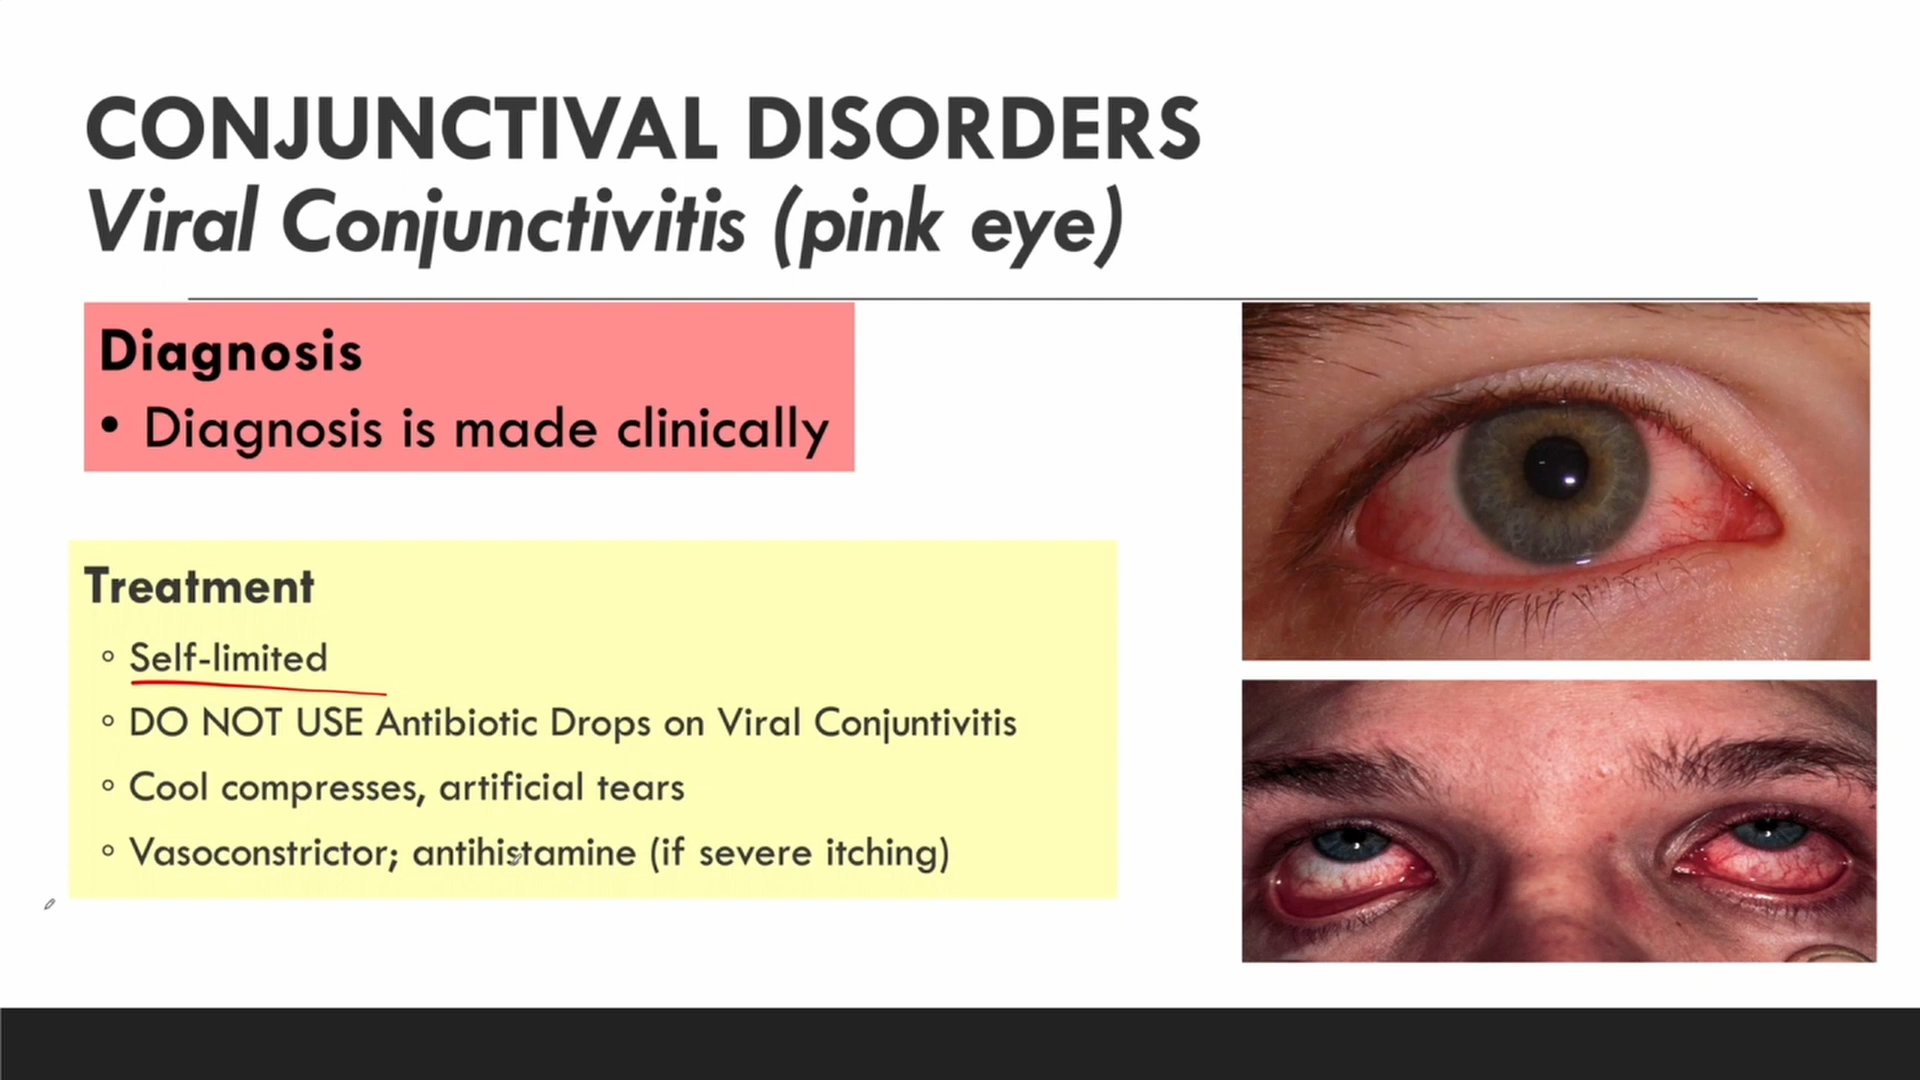 CONJUNCTIVAL DISORDERS
Viral Conjunctivitis (pink eye)
Diagnosis
• Diagnosis is made clinically
Treatment
◦ Self-limited
◦ DO NOT USE Antibiotic Drops on Viral Conjuntivitis
◦ Cool compresses, artificial tears
◦ Vasoconstrictor; antihistamine (if severe itching)